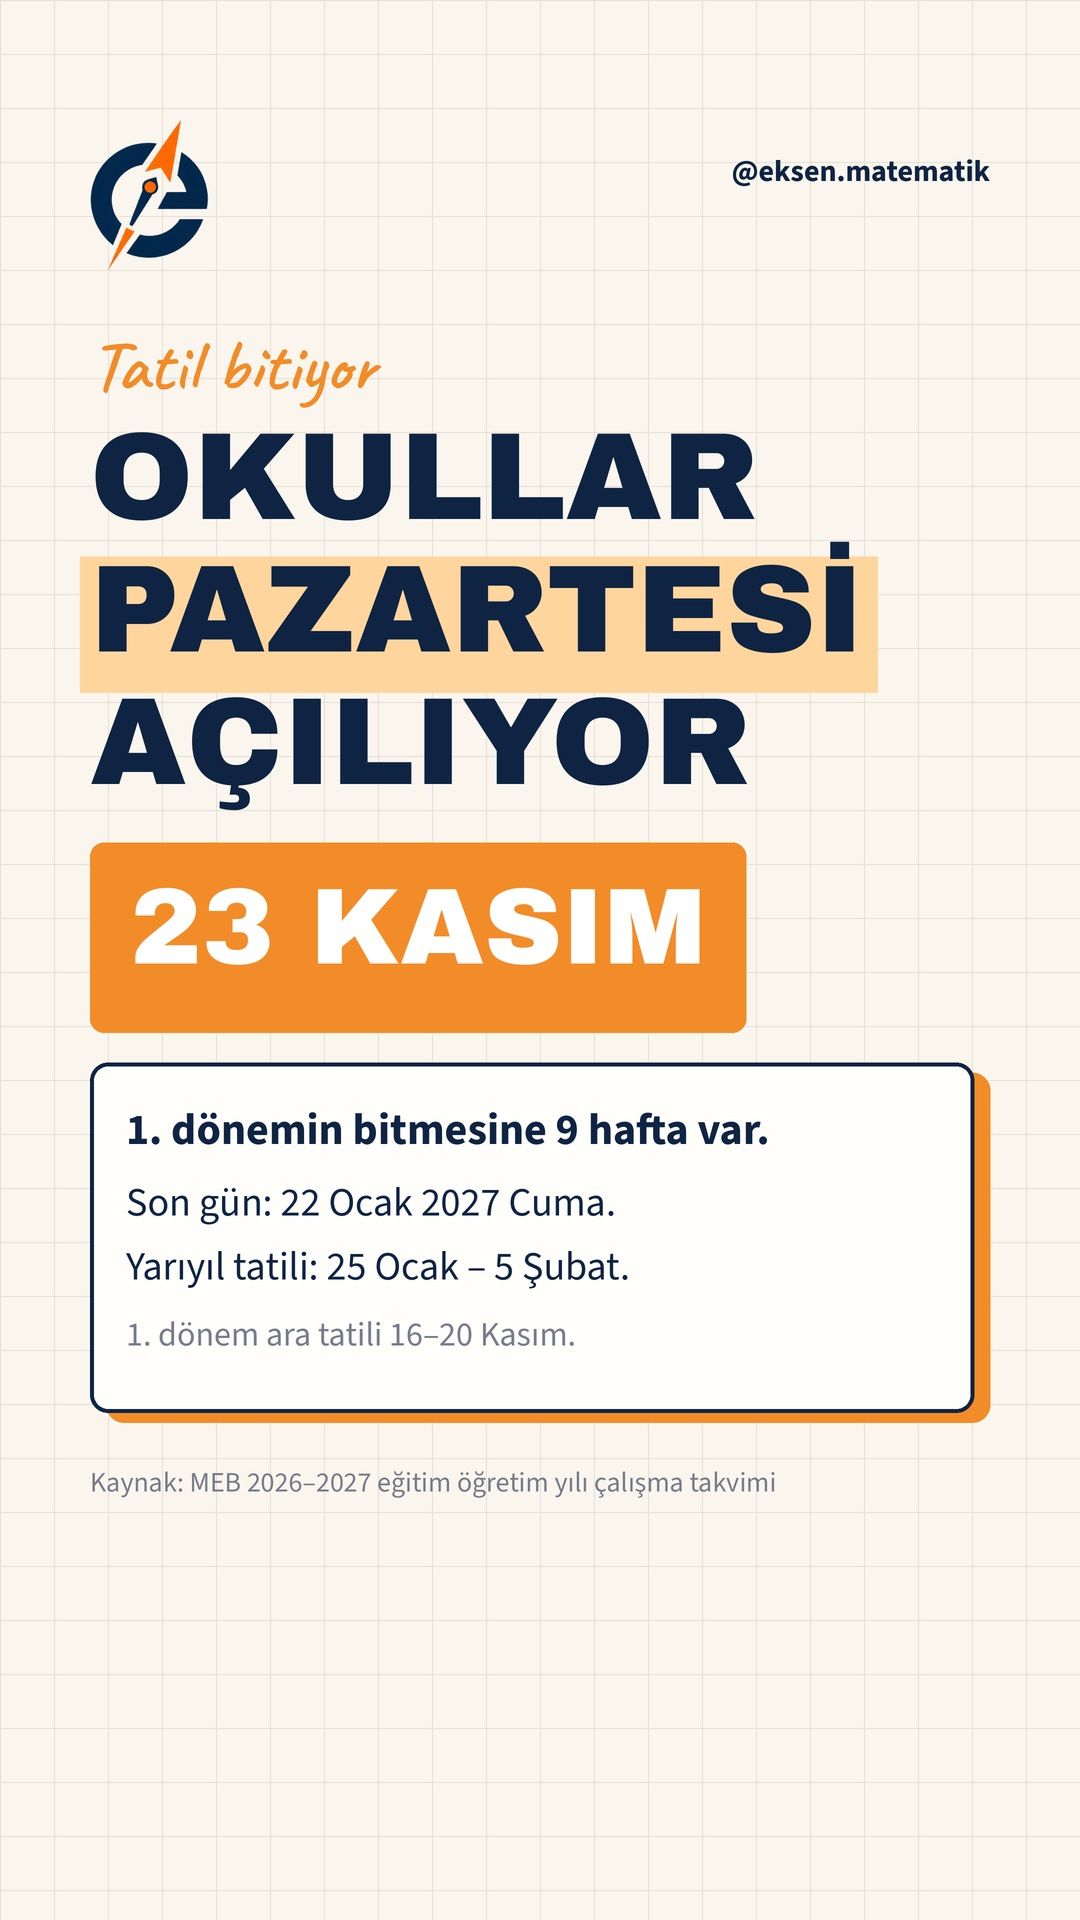 @eksen.matematik
Tatil bitiyor
OKULLAR
PAZARTESİ
AÇILIYOR
23 KASIM
1. dönemin bitmesine 9 hafta var.
Son gün: 22 Ocak 2027 Cuma.
Yarıyıl tatili: 25 Ocak – 5 Şubat.
1. dönem ara tatili 16–20 Kasım.
Kaynak: MEB 2026–2027 eğitim öğretim yılı çalışma takvimi